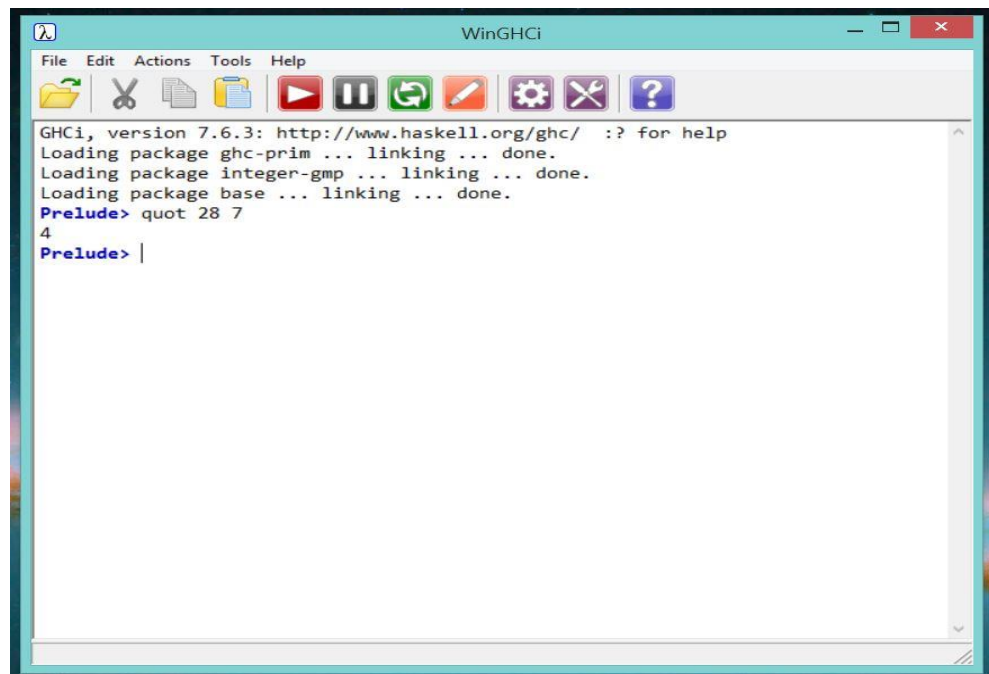 WinGHCi
File Edit Actions Tools Help
GHCi, version 7.6.3: http://www.haskell.org/ghc/  :? for help
Loading package ghc-prim ... linking ... done.
Loading package integer-gmp ... linking ... done.
Loading package base ... linking ... done.
Prelude> quot 28 7
4
Prelude>